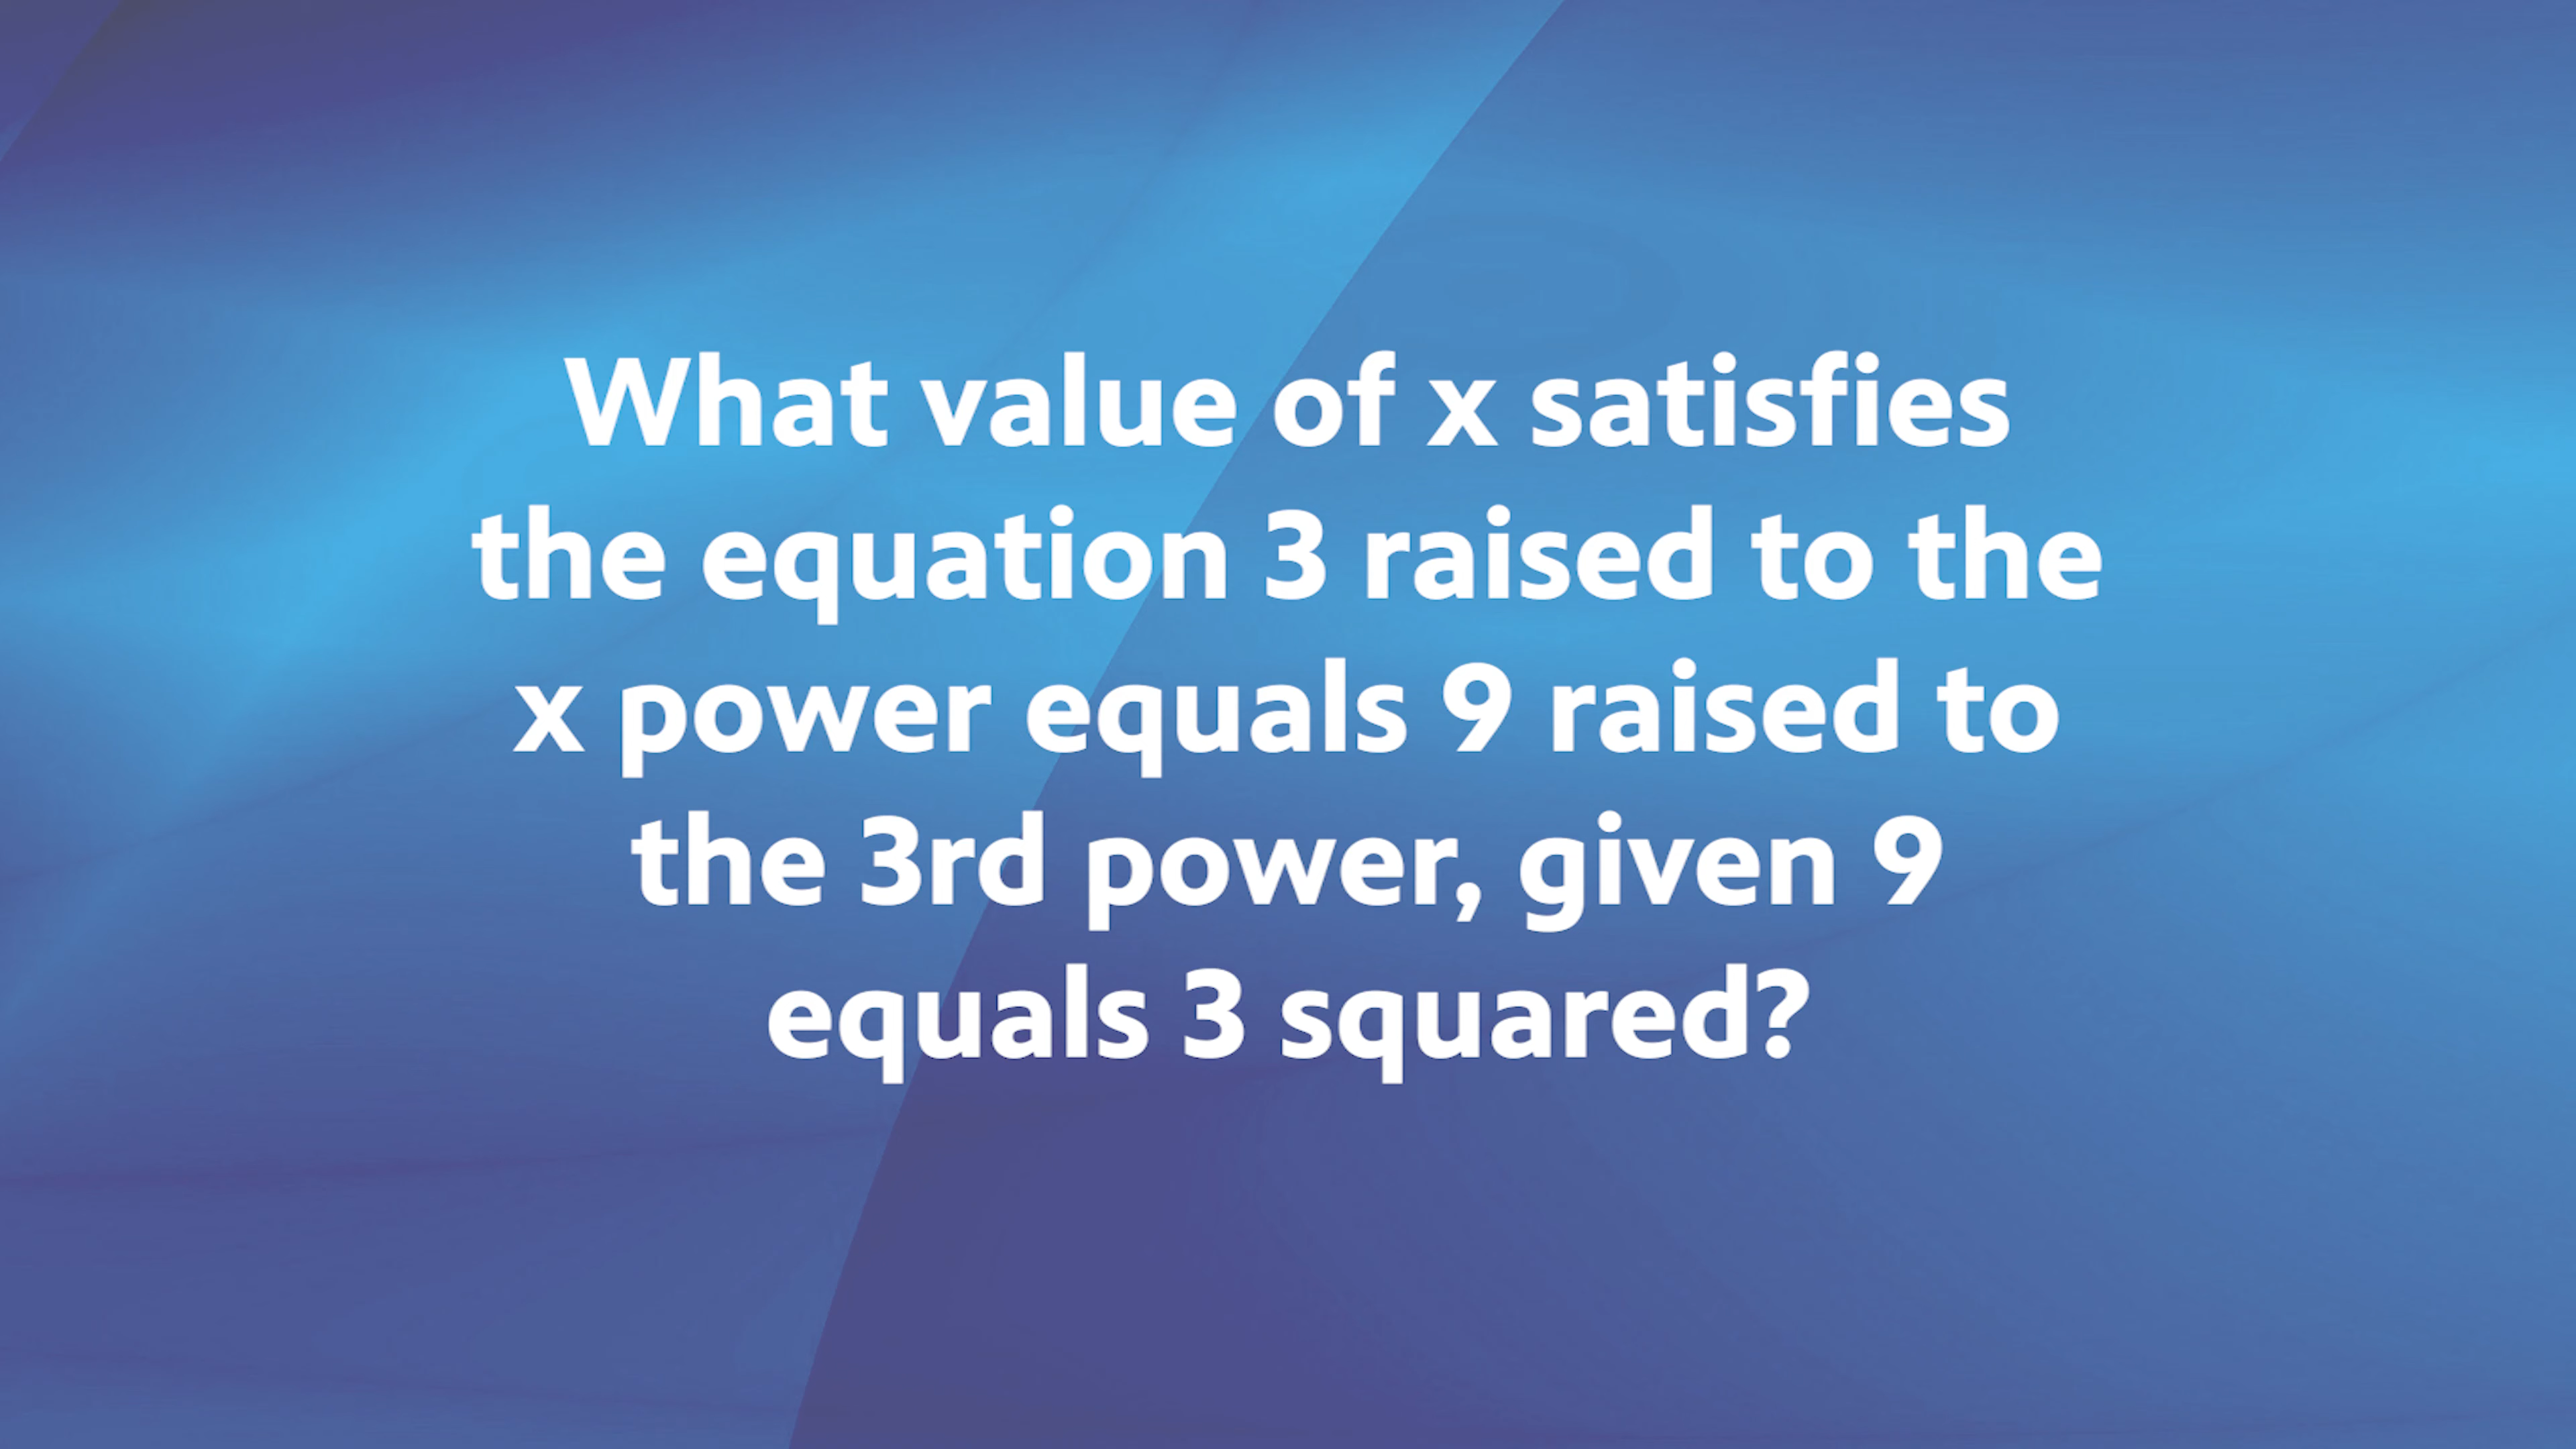 What value of x satisfies
the equation 3 raised to the
x power equals 9 raised to
the 3rd power, given 9
equals 3 squared?